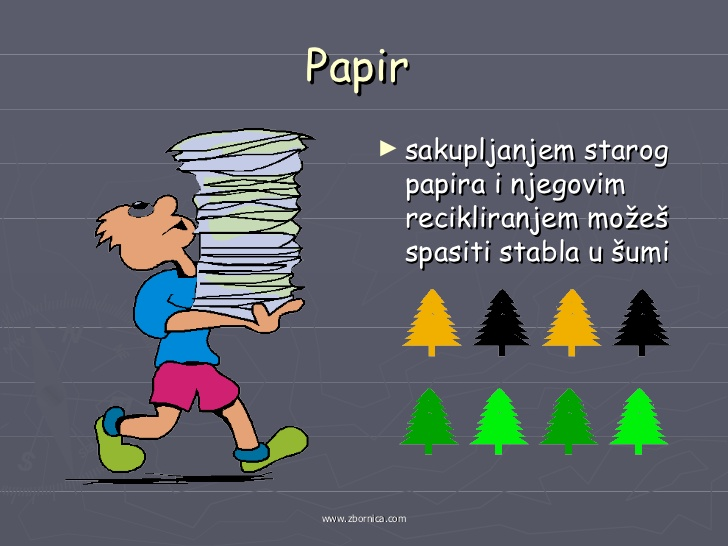 Papir
► sakupljanjem starog
papira i njegovim
recikliranjem možeš
spasiti stabla u šumi
www.zbornica.com